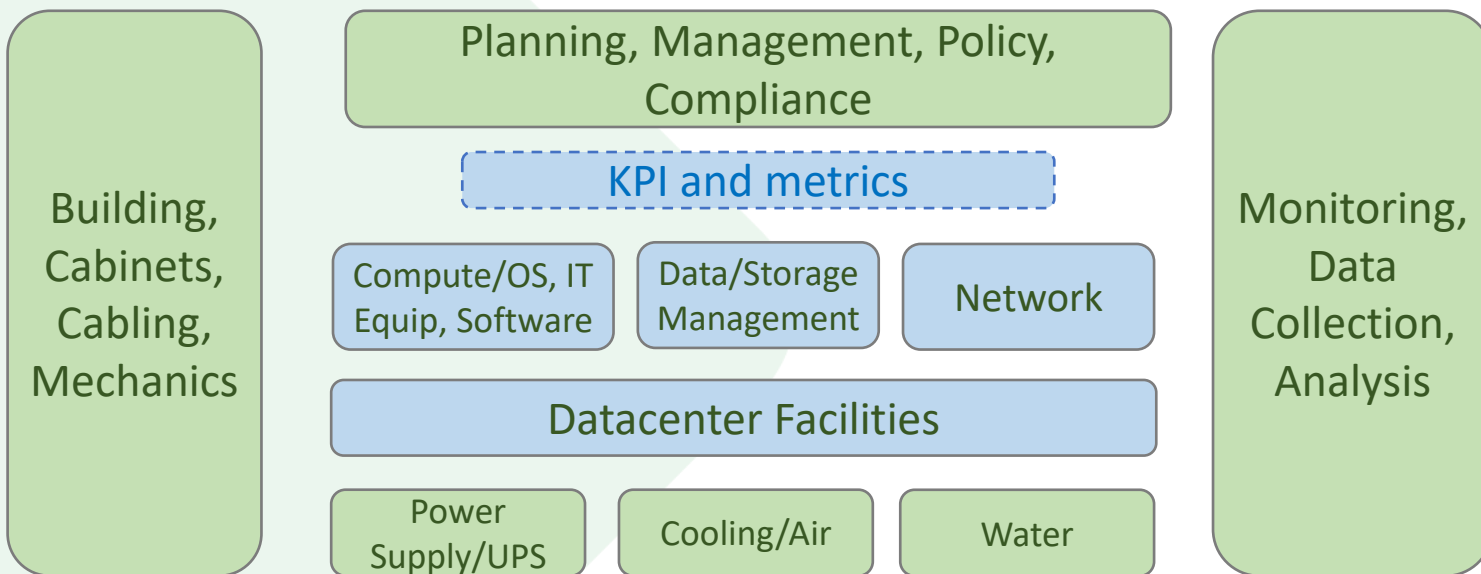 Planning, Management, Policy,
Compliance
KPI and metrics
Building,
Cabinets,
Cabling,
Mechanics
Compute/OS, IT
Equip, Software
Data/Storage
Management
Network
Monitoring,
Data
Collection,
Analysis
Datacenter Facilities
Power
Supply/UPS
Cooling/Air
Water